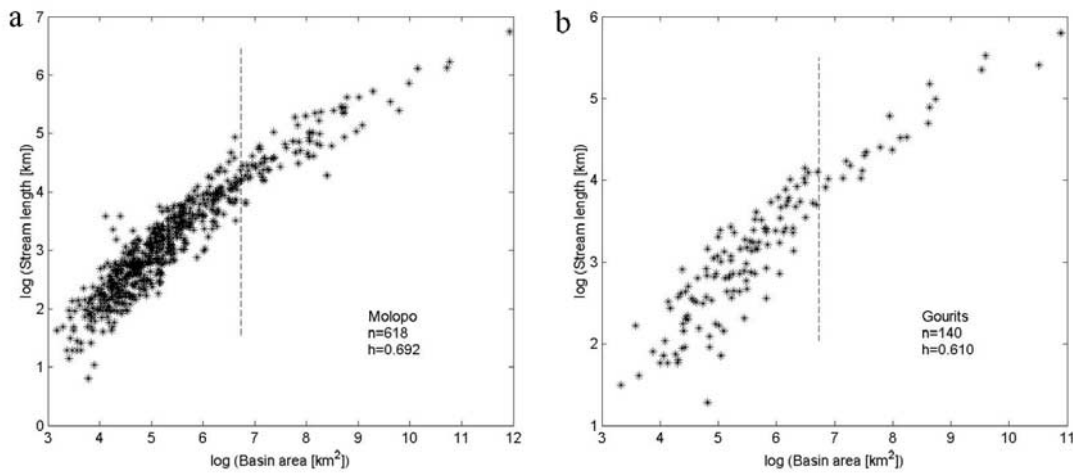 a
7
6
5
4
3
2
1
0
log (Stream length [km])
Molopo
n=618
h=0.692
3 4 5 6 7 8 9 10 11 12
log (Basin area [km²])
b
6
5
4
3
2
1
log (Stream length [km])
Gourits
n=140
h=0.610
3 4 5 6 7 8 9 10 11
log (Basin area [km²])